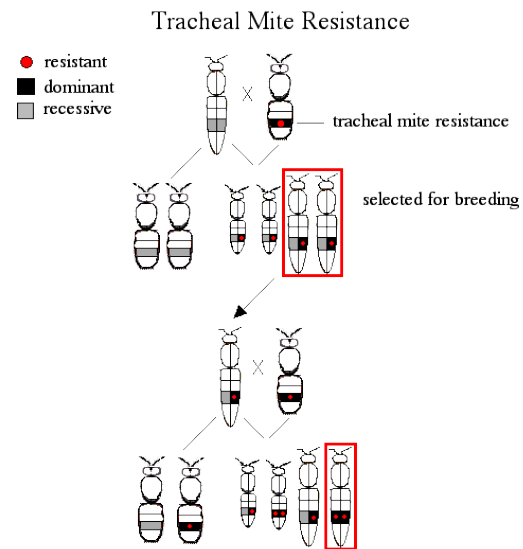 Tracheal Mite Resistance
resistant
dominant
recessive
X
tracheal mite resistance
selected for breeding
X